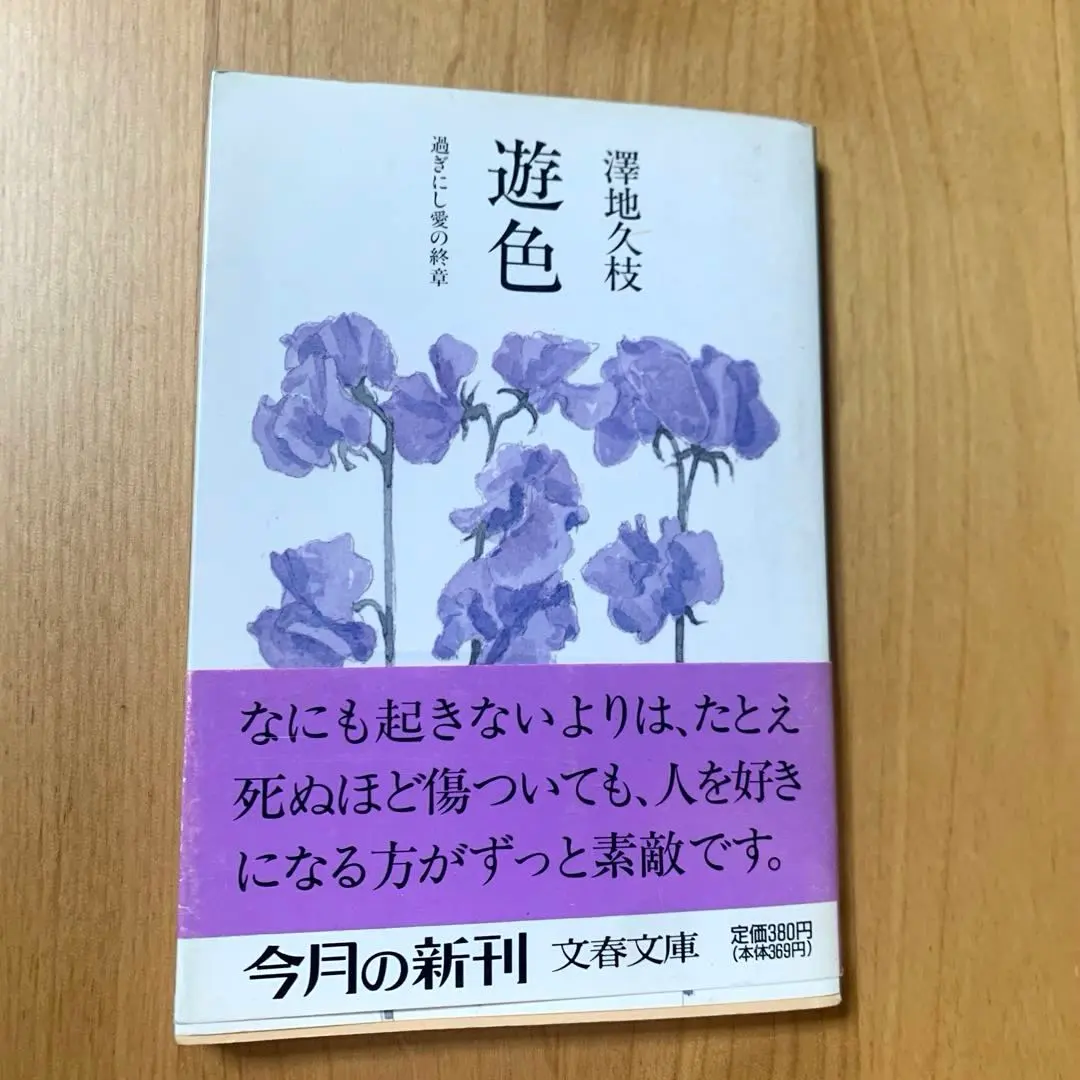 澤地久枝
遊色
過ぎにし愛の終章
なにも起きないよりは、たとえ
死ぬほど傷ついても、人を好き
になる方がずっと素敵です。
今月の新刊 文春文庫 定価380円
(本体369円)